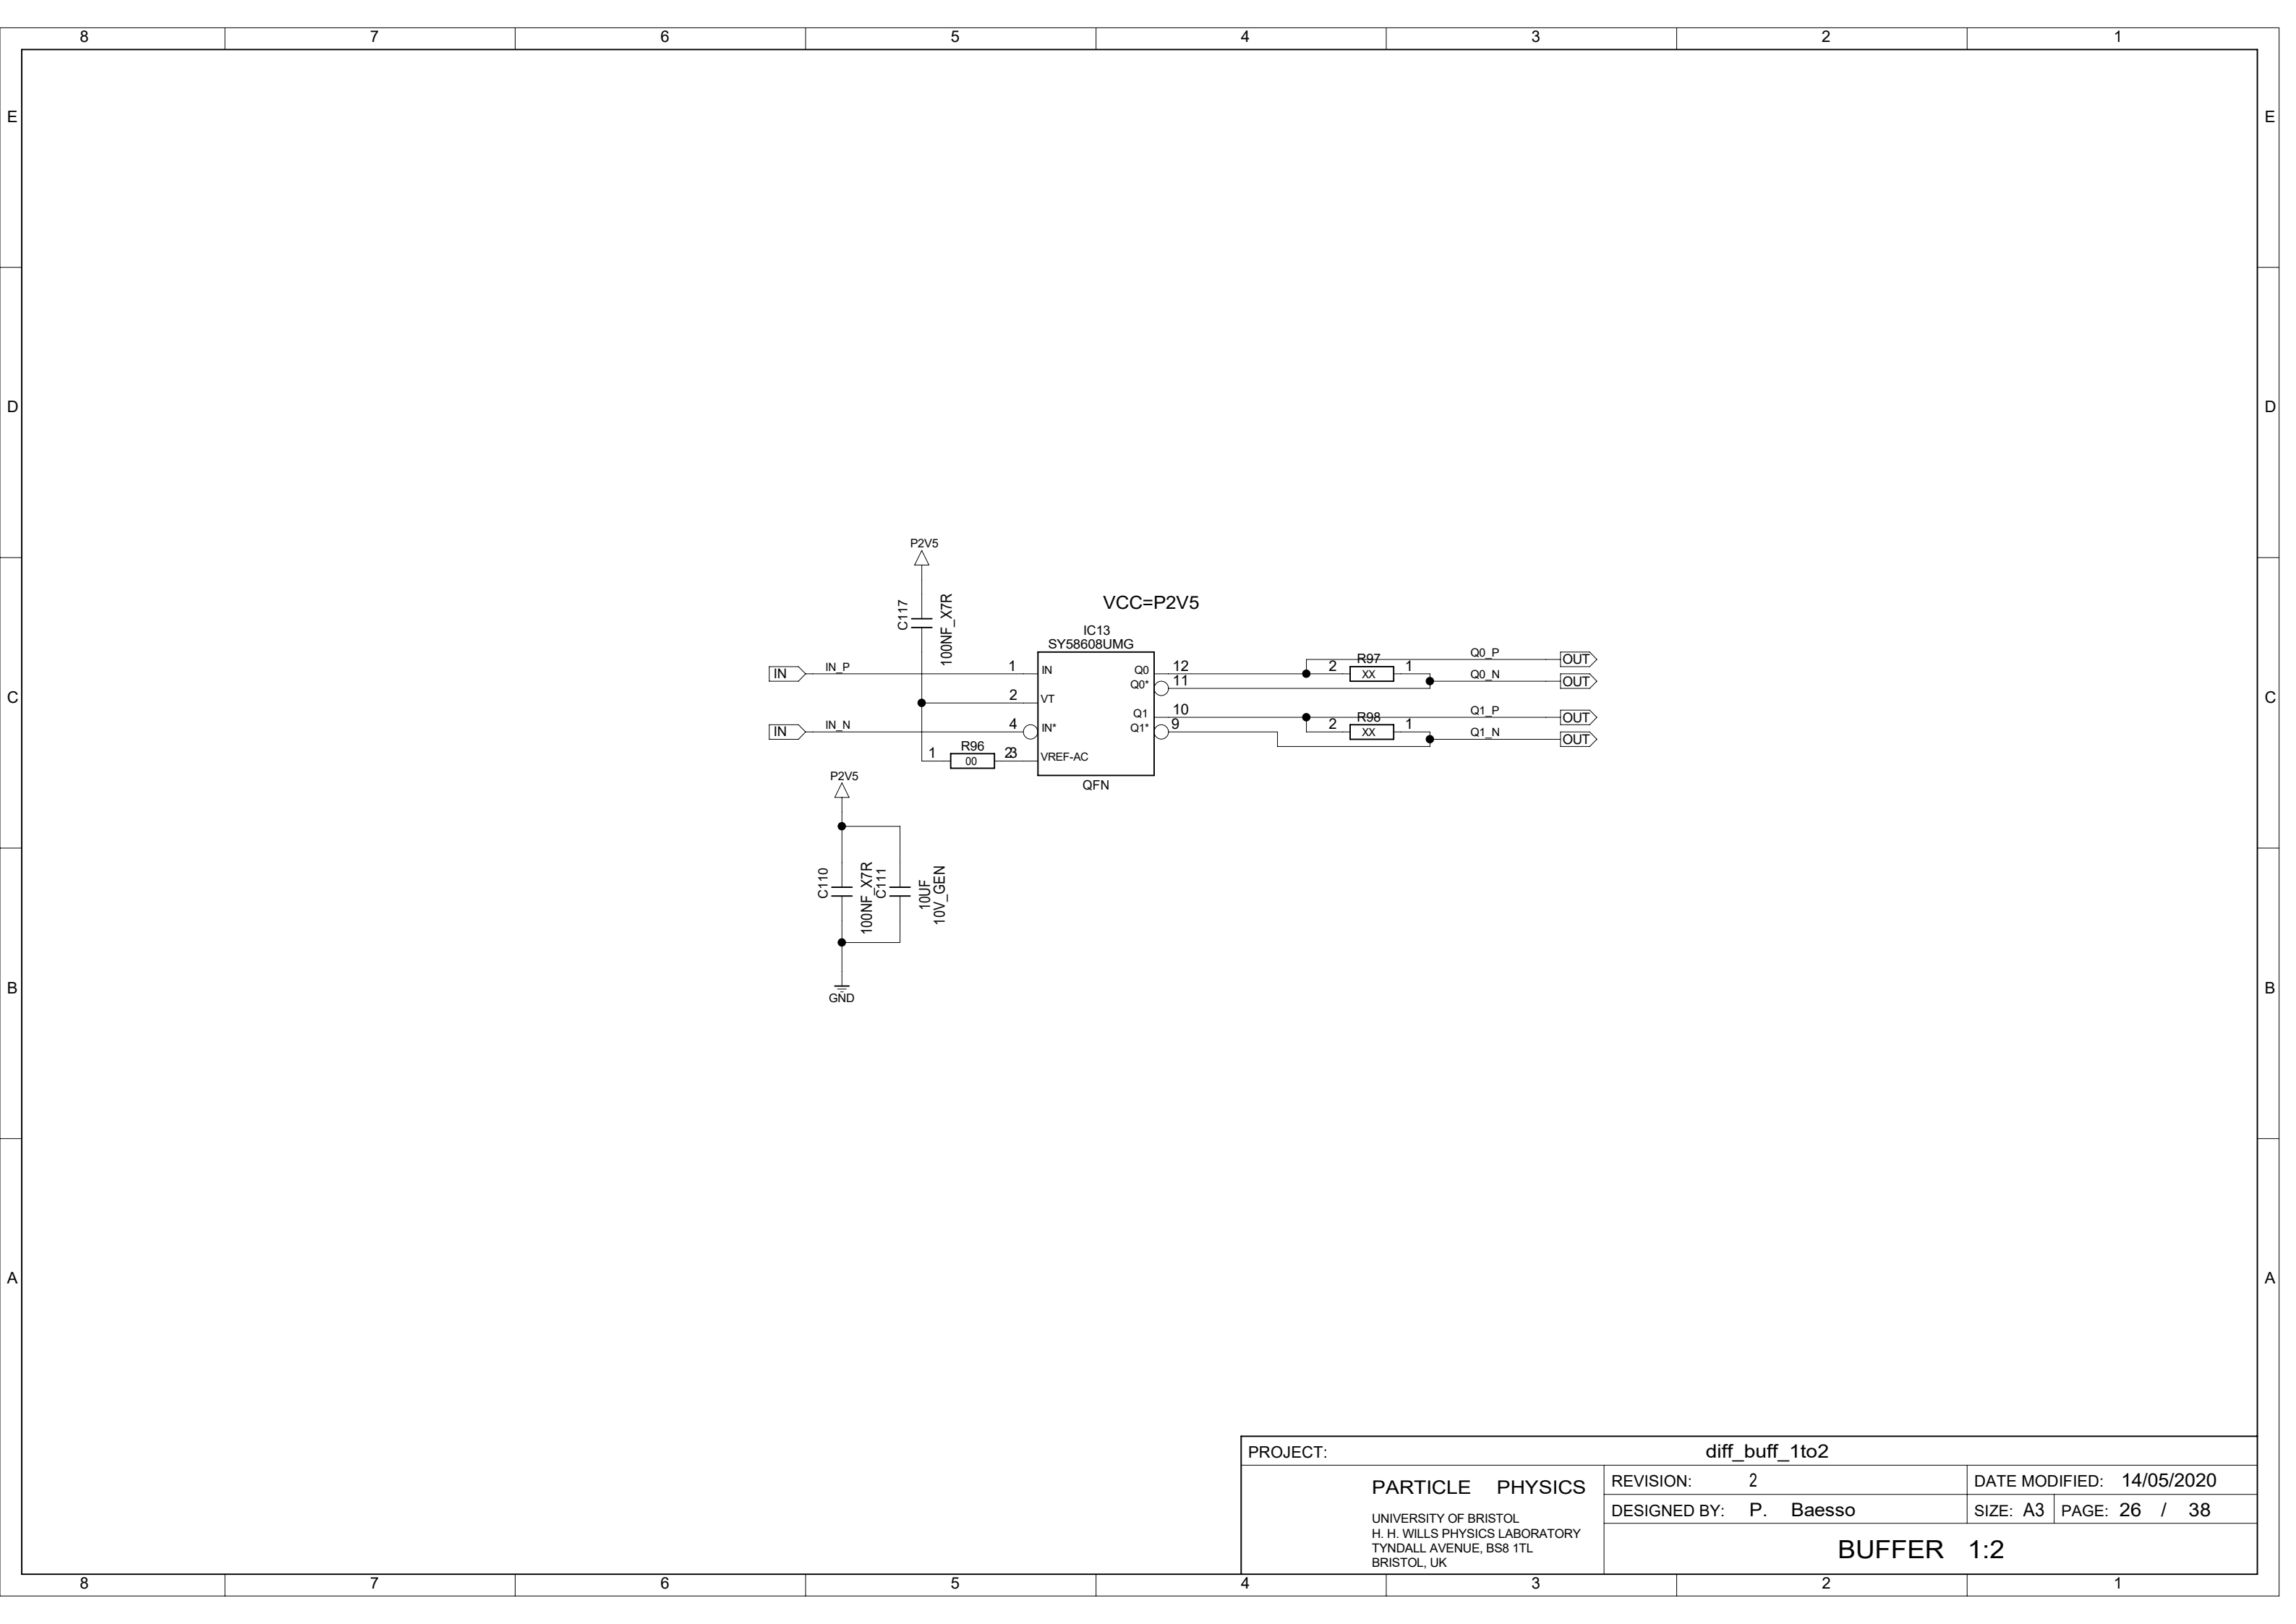 8 7 6 5 4 3 2 1
E E
D D
C C
B B
A A
P2V5
C117
100NF_X7R
VCC=P2V5
IC13
SY58608UMG
IN IN_P 1 IN
2 VT
IN IN_N 4 IN*
1 R96 00 2 3 VREF-AC
QFN
Q0 12
Q0* 11
Q1 10
Q1* 9
2 R97 XX 1
2 R98 XX 1
Q0_P OUT
Q0_N OUT
Q1_P OUT
Q1_N OUT
P2V5
C110
100NF_X7R
C111
10UF
10V_GEN
GND
PROJECT: diff_buff_1to2
PARTICLE PHYSICS
UNIVERSITY OF BRISTOL
H. H. WILLS PHYSICS LABORATORY
TYNDALL AVENUE, BS8 1TL
BRISTOL, UK
REVISION: 2
DATE MODIFIED: 14/05/2020
DESIGNED BY: P. Baesso
SIZE: A3 PAGE: 26 / 38
BUFFER 1:2
8 7 6 5 4 3 2 1